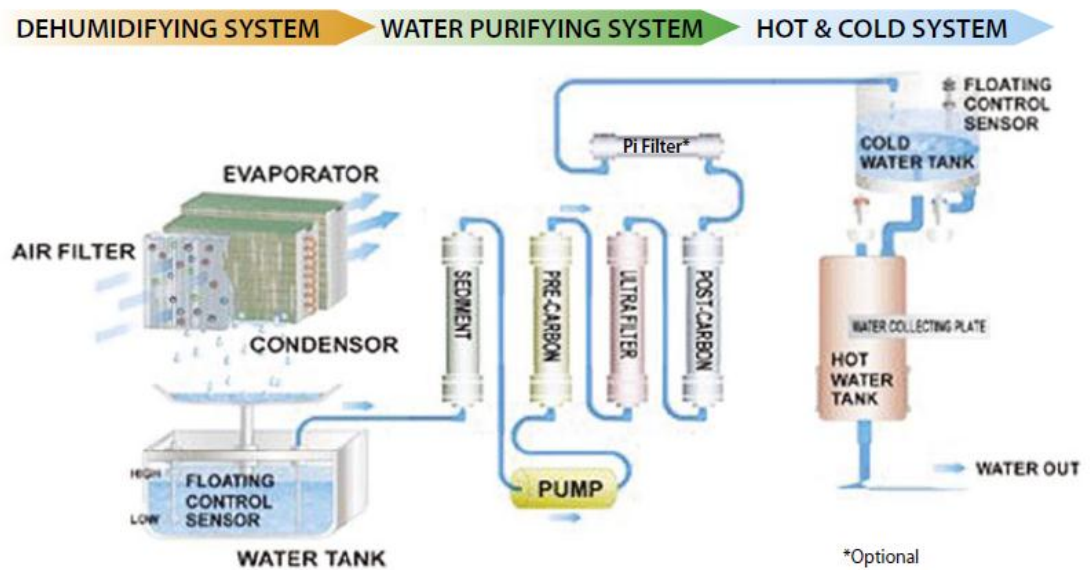 DEHUMIDIFYING SYSTEM
WATER PURIFYING SYSTEM
HOT & COLD SYSTEM
EVAPORATOR
AIR FILTER
CONDENSOR
HIGH
LOW
FLOATING
CONTROL
SENSOR
WATER TANK
SEDIMENT
PRE-CARBON
ULTRA FILTER
POST-CARBON
PUMP
Pi Filter*
FLOATING
CONTROL
SENSOR
COLD
WATER TANK
WATER COLLECTING PLATE
HOT
WATER
TANK
WATER OUT
*Optional